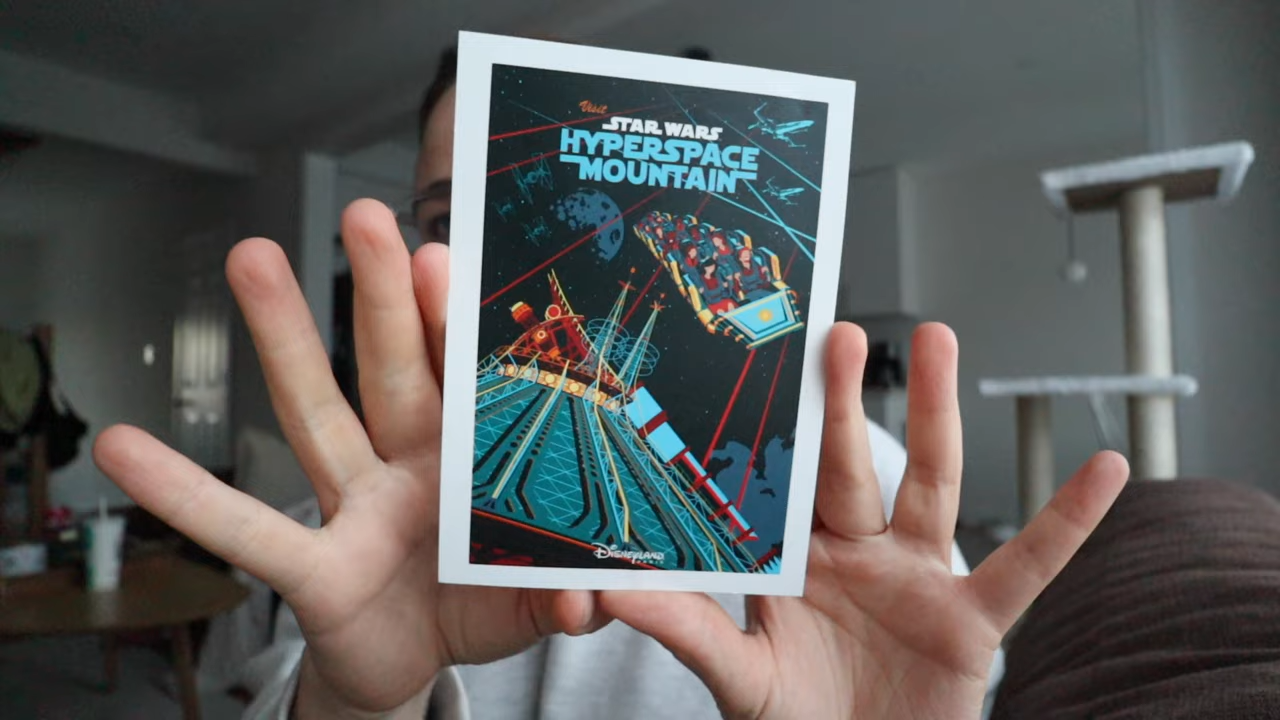 Visit
STAR WARS
HYPERSPACE
MOUNTAIN
DISNEYLAND
PARIS